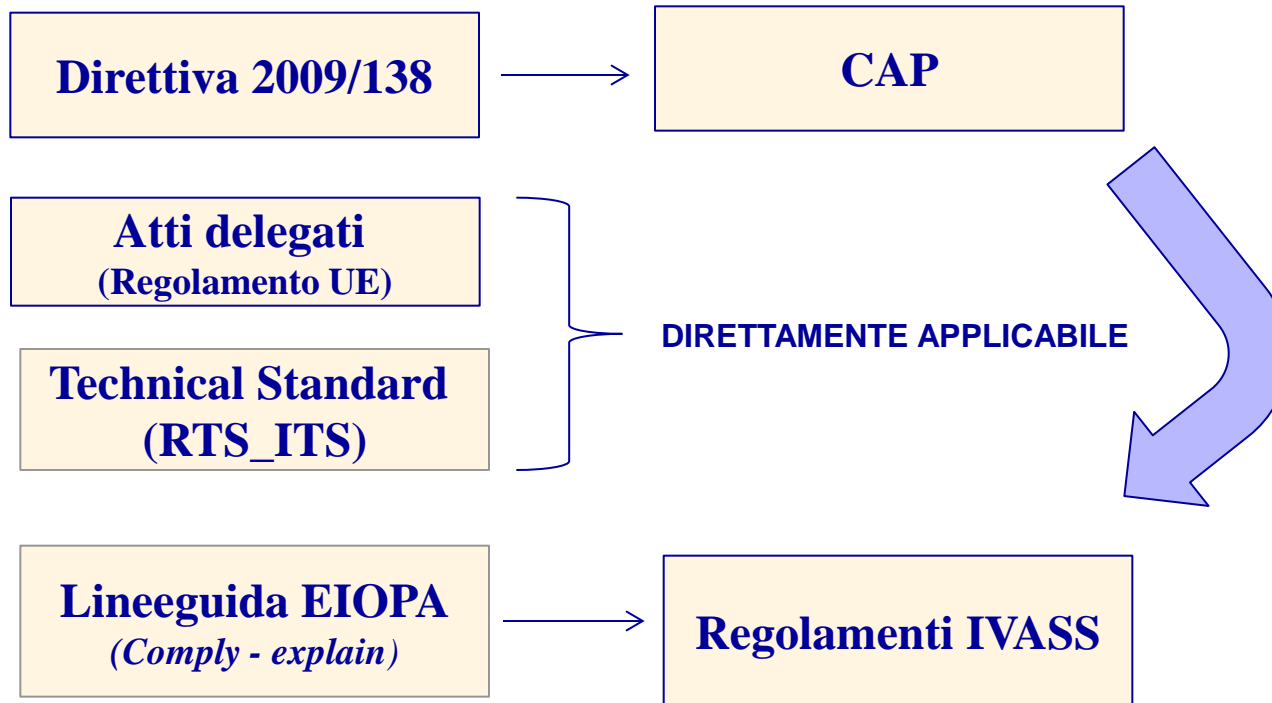 Direttiva 2009/138
CAP
Atti delegati
(Regolamento UE)
DIRETTAMENTE APPLICABILE
Technical Standard
(RTS_ITS)
Lineeguida EIOPA
(Comply - explain)
Regolamenti IVASS